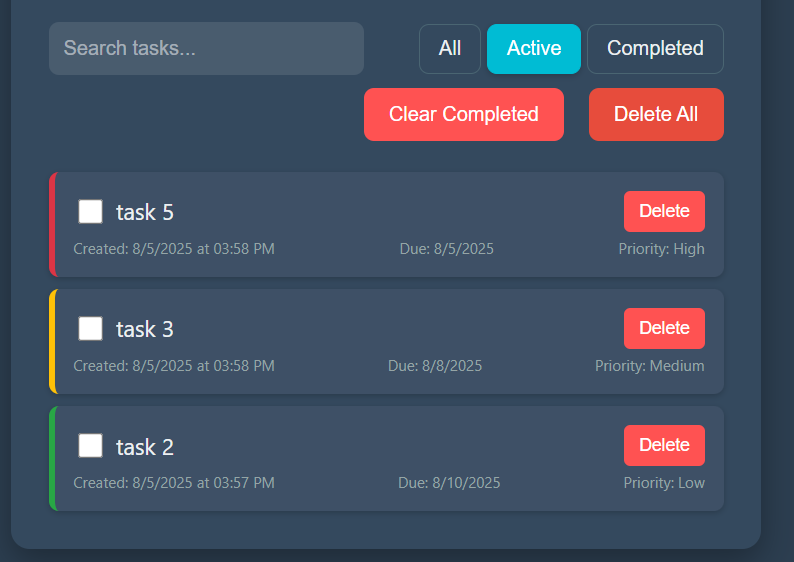 Search tasks... All Active Completed
Clear Completed Delete All
task 5 Delete
Created: 8/5/2025 at 03:58 PM Due: 8/5/2025 Priority: High
task 3 Delete
Created: 8/5/2025 at 03:58 PM Due: 8/8/2025 Priority: Medium
task 2 Delete
Created: 8/5/2025 at 03:57 PM Due: 8/10/2025 Priority: Low